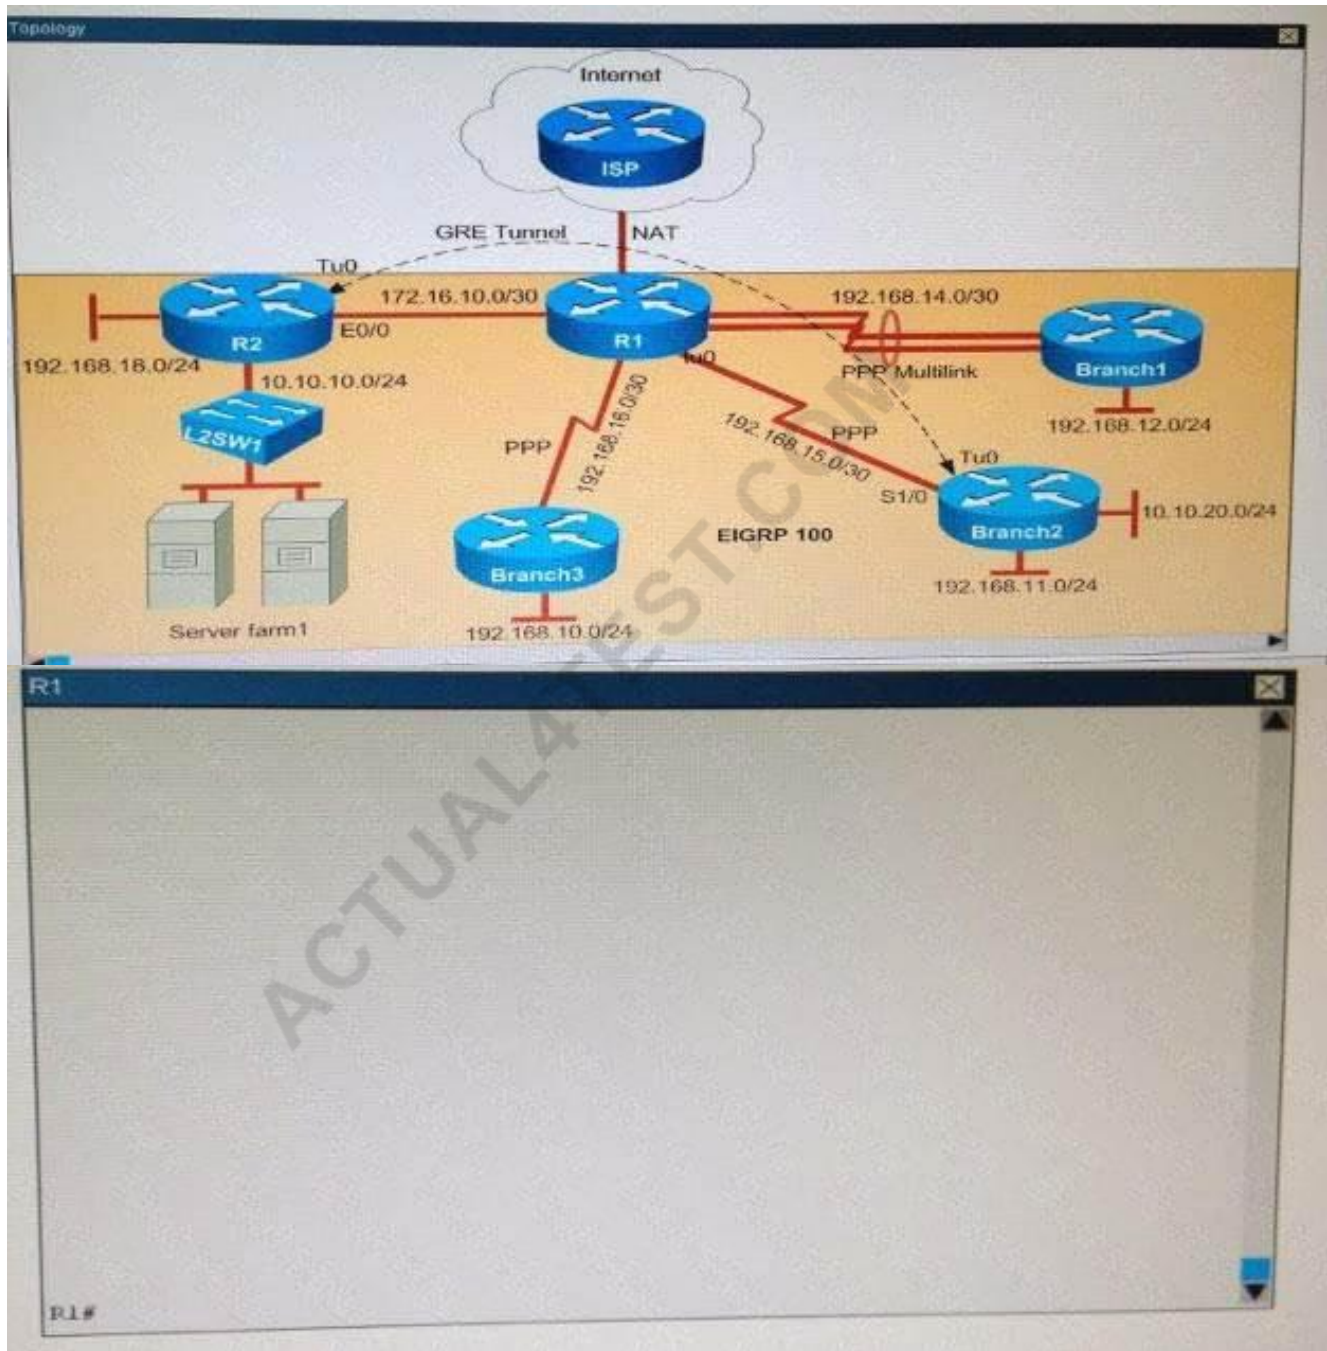 Topology
Internet
ISP
GRE Tunnel
NAT
Tu0
172.16.10.0/30
192.168.14.0/30
R2
E0/0
R1
Tu0
Branch1
192.168.18.0/24
10.10.10.0/24
PPP Multilink
L2SW1
PPP
192.168.16.0/30
192.168.15.0/30
PPP
192.168.12.0/24
Tu0
S1/0
10.10.20.0/24
Branch2
EIGRP 100
Branch3
192.168.11.0/24
Server farm1
192.168.10.0/24
R1
R1#
ACTUAL4TEST.COM